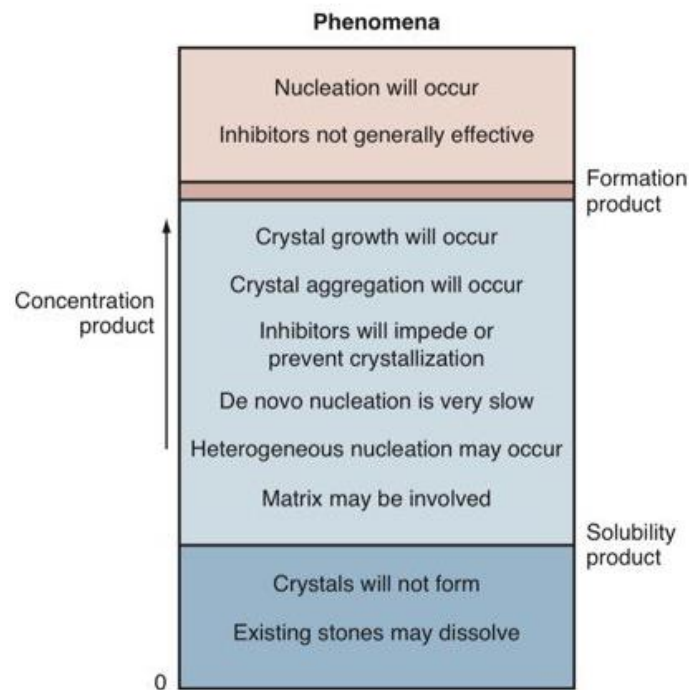 Phenomena
Nucleation will occur
Inhibitors not generally effective
Formation
product
Crystal growth will occur
Crystal aggregation will occur
Concentration
product
Inhibitors will impede or
prevent crystallization
De novo nucleation is very slow
Heterogeneous nucleation may occur
Matrix may be involved
Solubility
product
Crystals will not form
Existing stones may dissolve
0